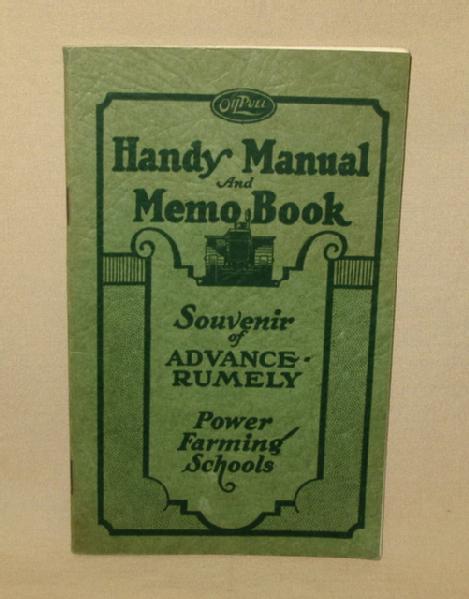 OILPULL
Handy Manual
And
Memo Book
Souvenir
of
ADVANCE-
RUMELY
Power
Farming
Schools